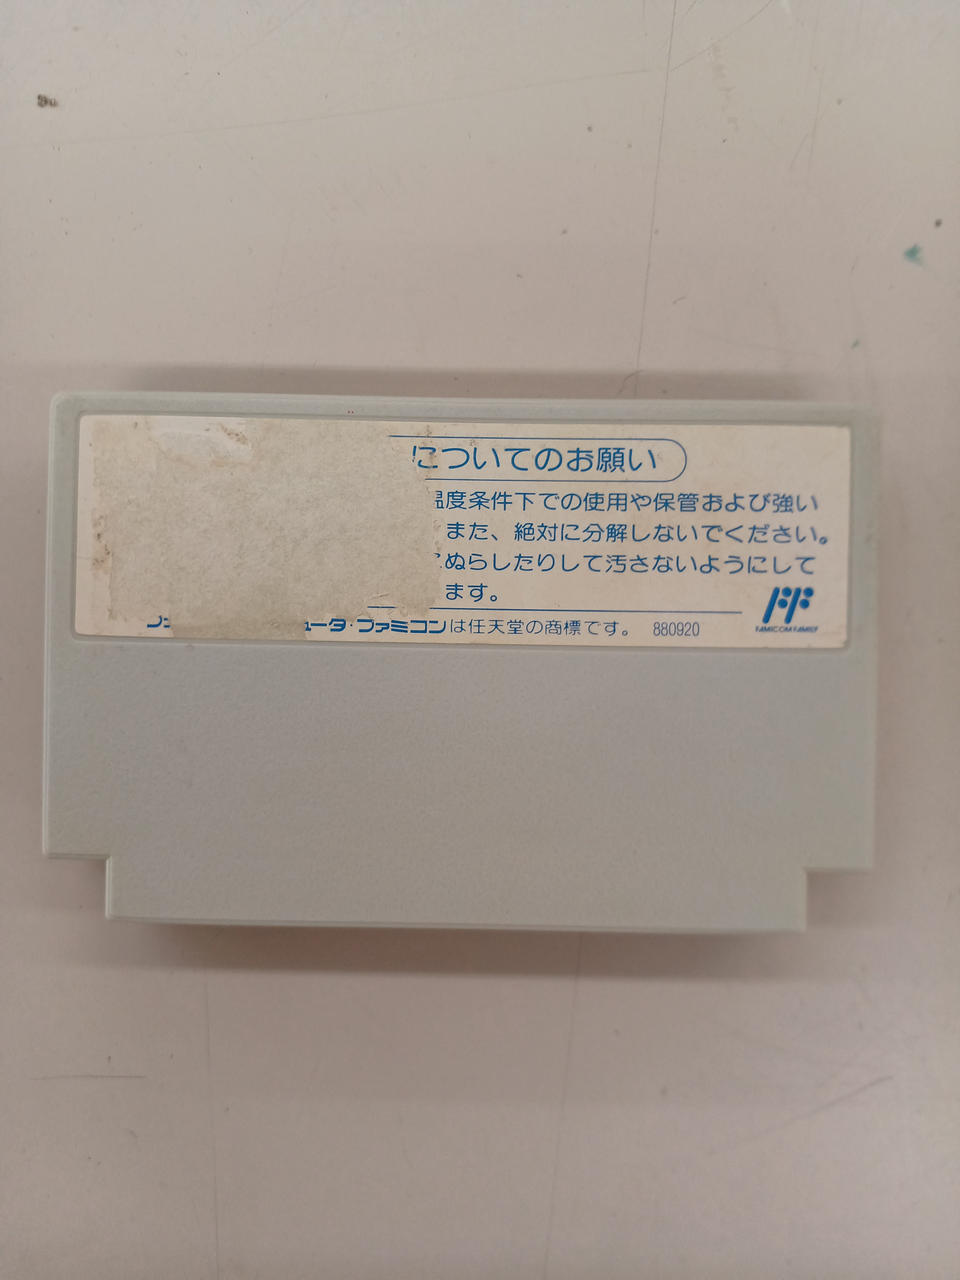 についてのお願い
温度条件下での使用や保管および強い
また、絶対に分解しないでください。
ぬらしたりして汚さないようにして
ます。
ュータ・ファミコンは任天堂の商標です。 880920
FAMICOM FAMILY